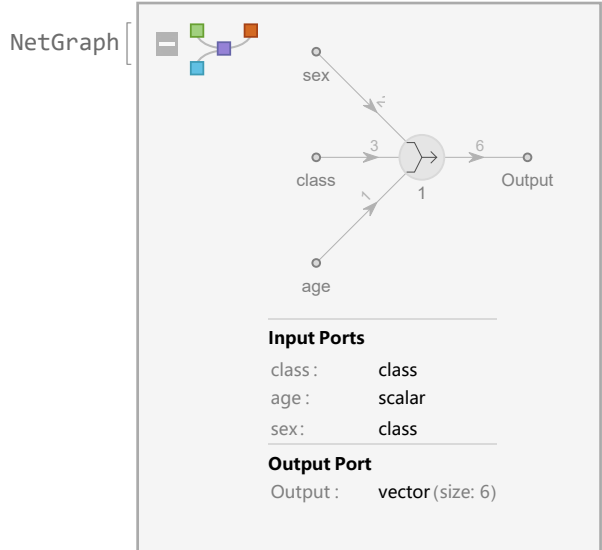 NetGraph
sex
2
class
3
1
6
Output
1
age
Input Ports
class: class
age: scalar
sex: class
Output Port
Output: vector (size: 6)